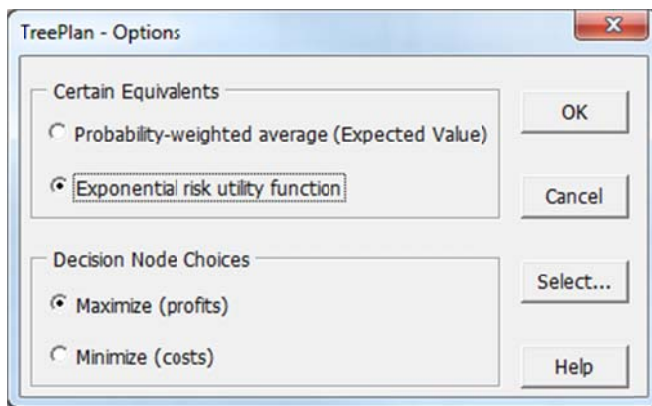 TreePlan - Options
Certain Equivalents
Probability-weighted average (Expected Value)
Exponential risk utility function
Decision Node Choices
Maximize (profits)
Minimize (costs)
OK
Cancel
Select...
Help